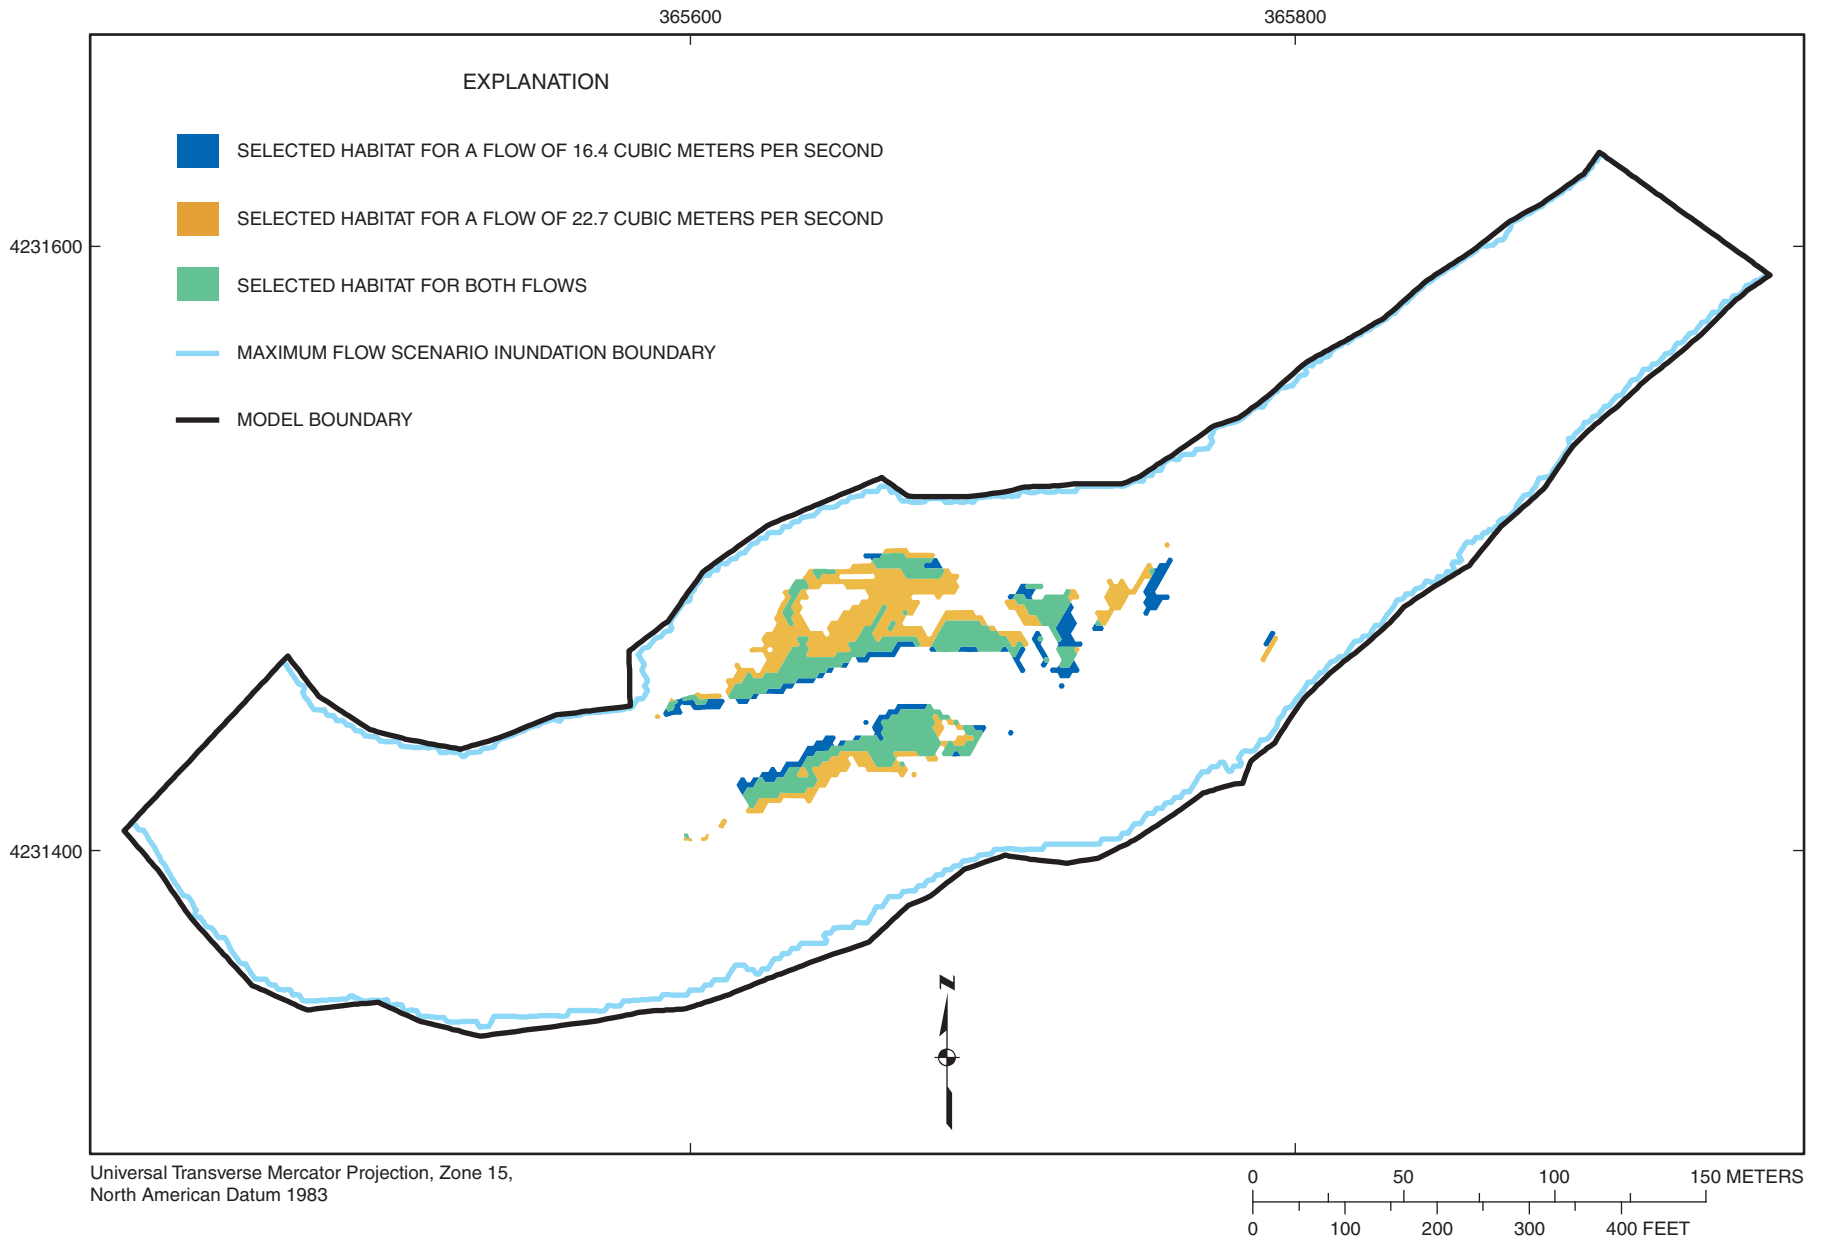 365600 365800
EXPLANATION
SELECTED HABITAT FOR A FLOW OF 16.4 CUBIC METERS PER SECOND
SELECTED HABITAT FOR A FLOW OF 22.7 CUBIC METERS PER SECOND
4231600
SELECTED HABITAT FOR BOTH FLOWS
MAXIMUM FLOW SCENARIO INUNDATION BOUNDARY
MODEL BOUNDARY
4231400
N
Universal Transverse Mercator Projection, Zone 15,
North American Datum 1983
0 50 100 150 METERS
0 100 200 300 400 FEET